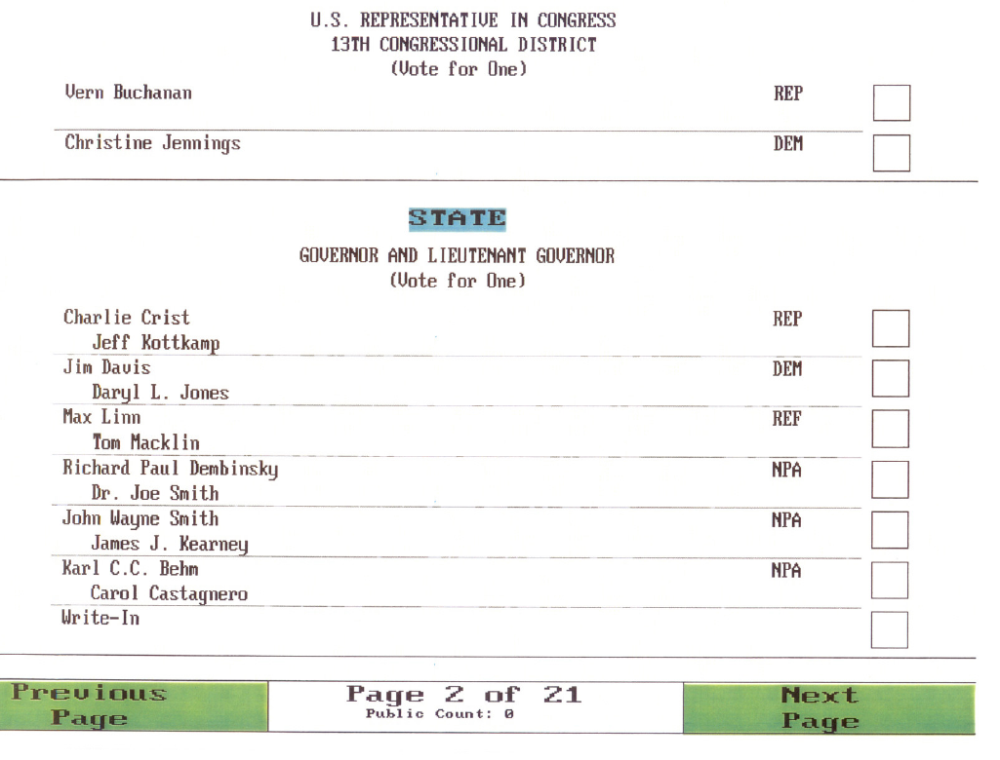 U.S. REPRESENTATIVE IN CONGRESS
13TH CONGRESSIONAL DISTRICT
(Vote for One)
Vern Buchanan REP
Christine Jennings DEM
STATE
GOVERNOR AND LIEUTENANT GOVERNOR
(Vote for One)
Charlie Crist REP
Jeff Kottkamp
Jim Davis DEM
Daryl L. Jones
Max Linn REF
Tom Macklin
Richard Paul Dembinsky NPA
Dr. Joe Smith
John Wayne Smith NPA
James J. Kearney
Karl C.C. Behm NPA
Carol Castagnero
Write-In
Previous Page 2 of 21 Next
Page Public Count: 0 Page